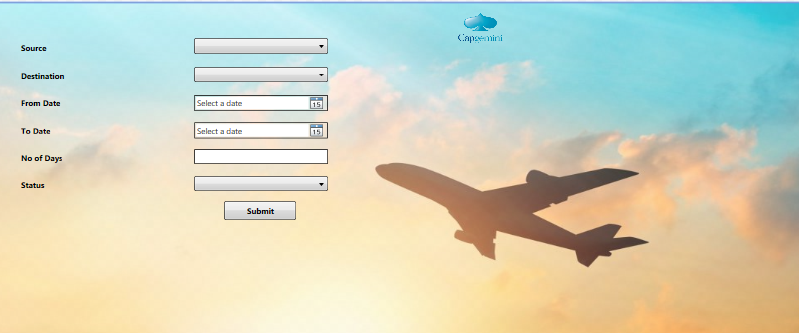 Capgemini
Source
Destination
From Date Select a date 15
To Date Select a date 15
No of Days
Status
Submit